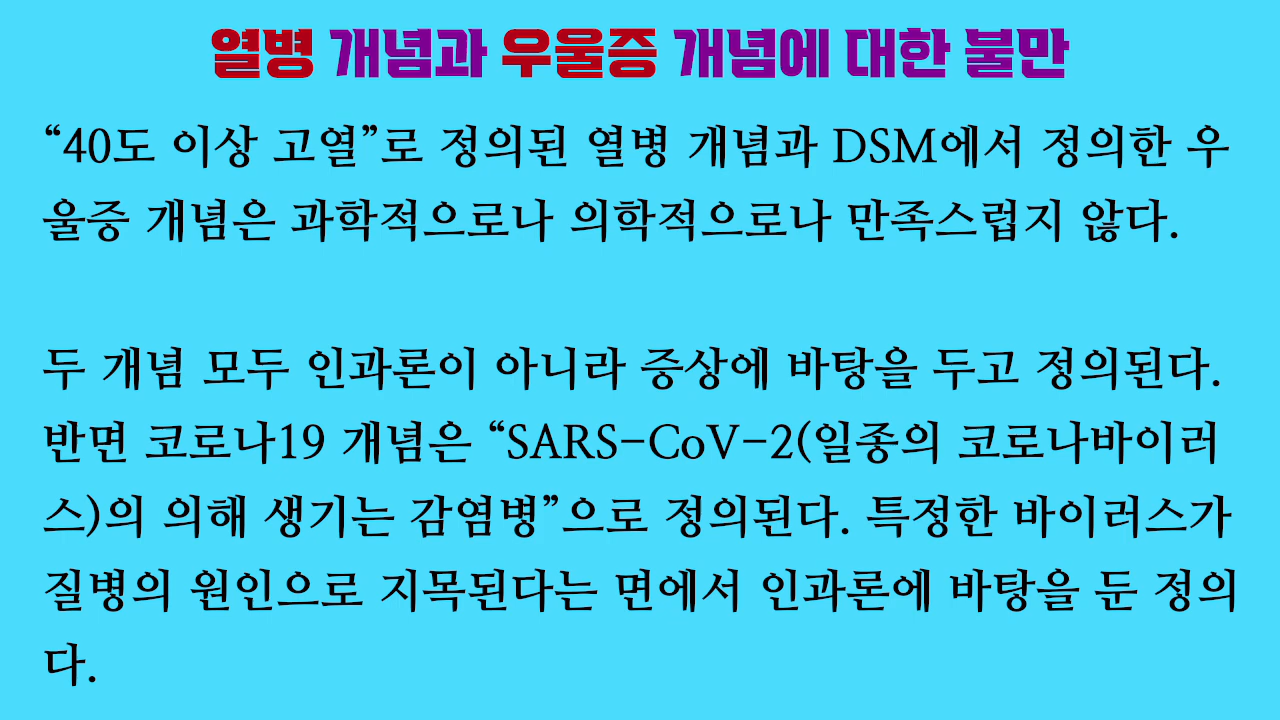 열병 개념과 우울증 개념에 대한 불만
“40도 이상 고열”로 정의된 열병 개념과 DSM에서 정의한 우
울증 개념은 과학적으로나 의학적으로나 만족스럽지 않다.
두 개념 모두 인과론이 아니라 증상에 바탕을 두고 정의된다.
반면 코로나19 개념은 “SARS-CoV-2(일종의 코로나바이러
스)의 의해 생기는 감염병”으로 정의된다. 특정한 바이러스가
질병의 원인으로 지목된다는 면에서 인과론에 바탕을 둔 정의
다.